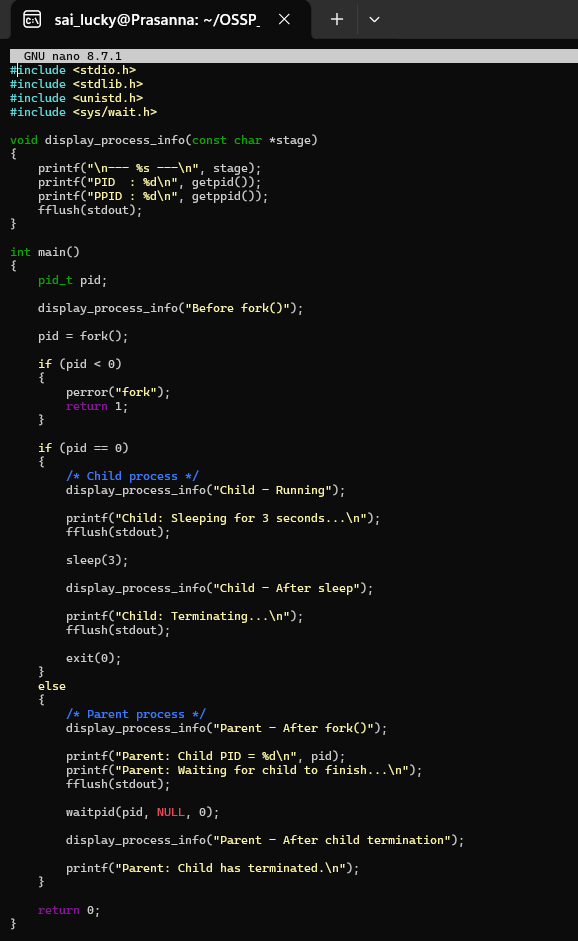 sai_lucky@Prasanna: ~/OSSP_
GNU nano 8.7.1
#include <stdio.h>
#include <stdlib.h>
#include <unistd.h>
#include <sys/wait.h>

void display_process_info(const char *stage)
{
    printf("\n--- %s ---\n", stage);
    printf("PID  : %d\n", getpid());
    printf("PPID : %d\n", getppid());
    fflush(stdout);
}

int main()
{
    pid_t pid;

    display_process_info("Before fork()");

    pid = fork();

    if (pid < 0)
    {
        perror("fork");
        return 1;
    }

    if (pid == 0)
    {
        /* Child process */
        display_process_info("Child - Running");

        printf("Child: Sleeping for 3 seconds...\n");
        fflush(stdout);

        sleep(3);

        display_process_info("Child - After sleep");

        printf("Child: Terminating...\n");
        fflush(stdout);

        exit(0);
    }
    else
    {
        /* Parent process */
        display_process_info("Parent - After fork()");

        printf("Parent: Child PID = %d\n", pid);
        printf("Parent: Waiting for child to finish...\n");
        fflush(stdout);

        waitpid(pid, NULL, 0);

        display_process_info("Parent - After child termination");

        printf("Parent: Child has terminated.\n");
    }

    return 0;
}